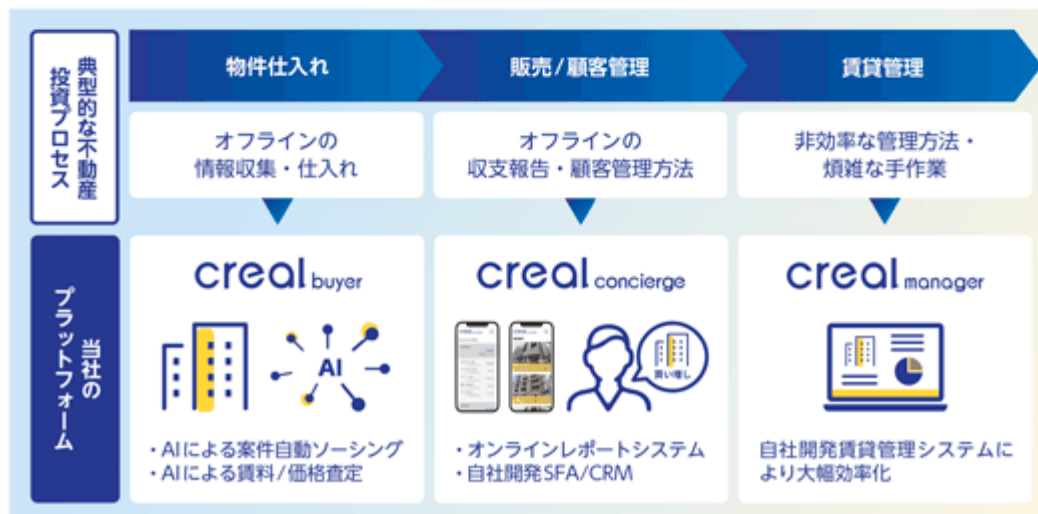 典型的な不動産
投資プロセス
物件仕入れ
販売/顧客管理
賃貸管理
オフラインの
情報収集・仕入れ
オフラインの
収支報告・顧客管理方法
非効率な管理方法・
煩雑な手作業
当社の
プラットフォーム
creal buyer
AI
・AIによる案件自動ソーシング
・AIによる賃料/価格査定
creal concierge
買い増し
・オンラインレポートシステム
・自社開発SFA/CRM
creal manager
自社開発賃貸管理システムに
より大幅効率化